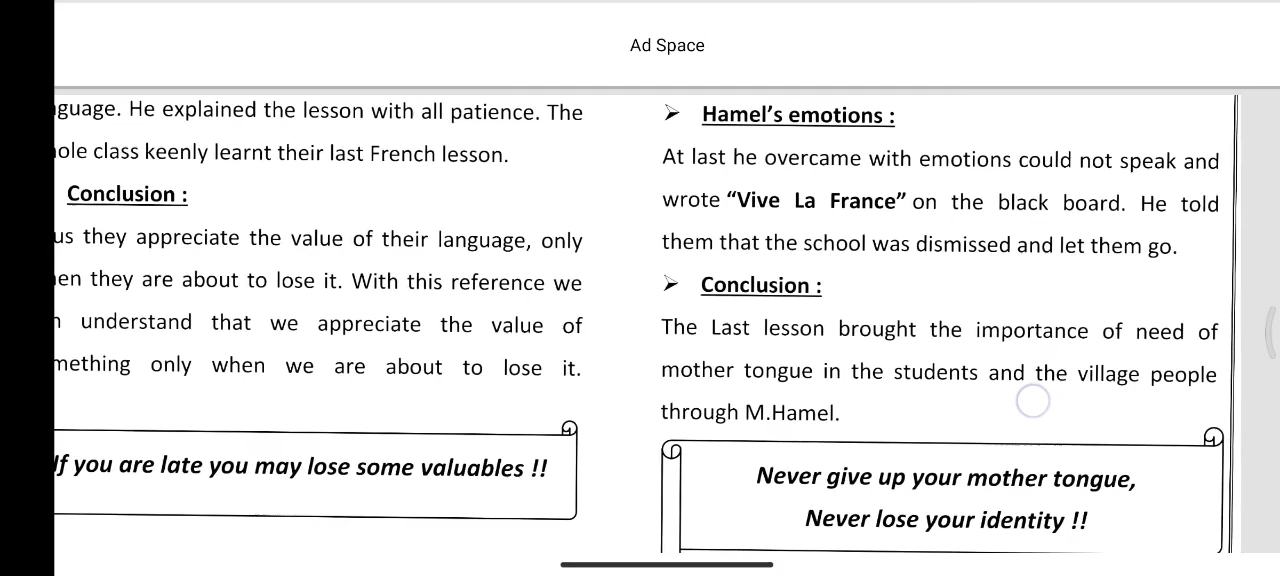 Ad Space
guage. He explained the lesson with all patience. The
ole class keenly learnt their last French lesson.
Conclusion :
us they appreciate the value of their language, only
en they are about to lose it. With this reference we
understand that we appreciate the value of
mething only when we are about to lose it.
If you are late you may lose some valuables !!
➢ Hamel's emotions :
At last he overcame with emotions could not speak and
wrote “Vive La France” on the black board. He told
them that the school was dismissed and let them go.
➢ Conclusion :
The Last lesson brought the importance of need of
mother tongue in the students and the village people
through M.Hamel.
Never give up your mother tongue,
Never lose your identity !!